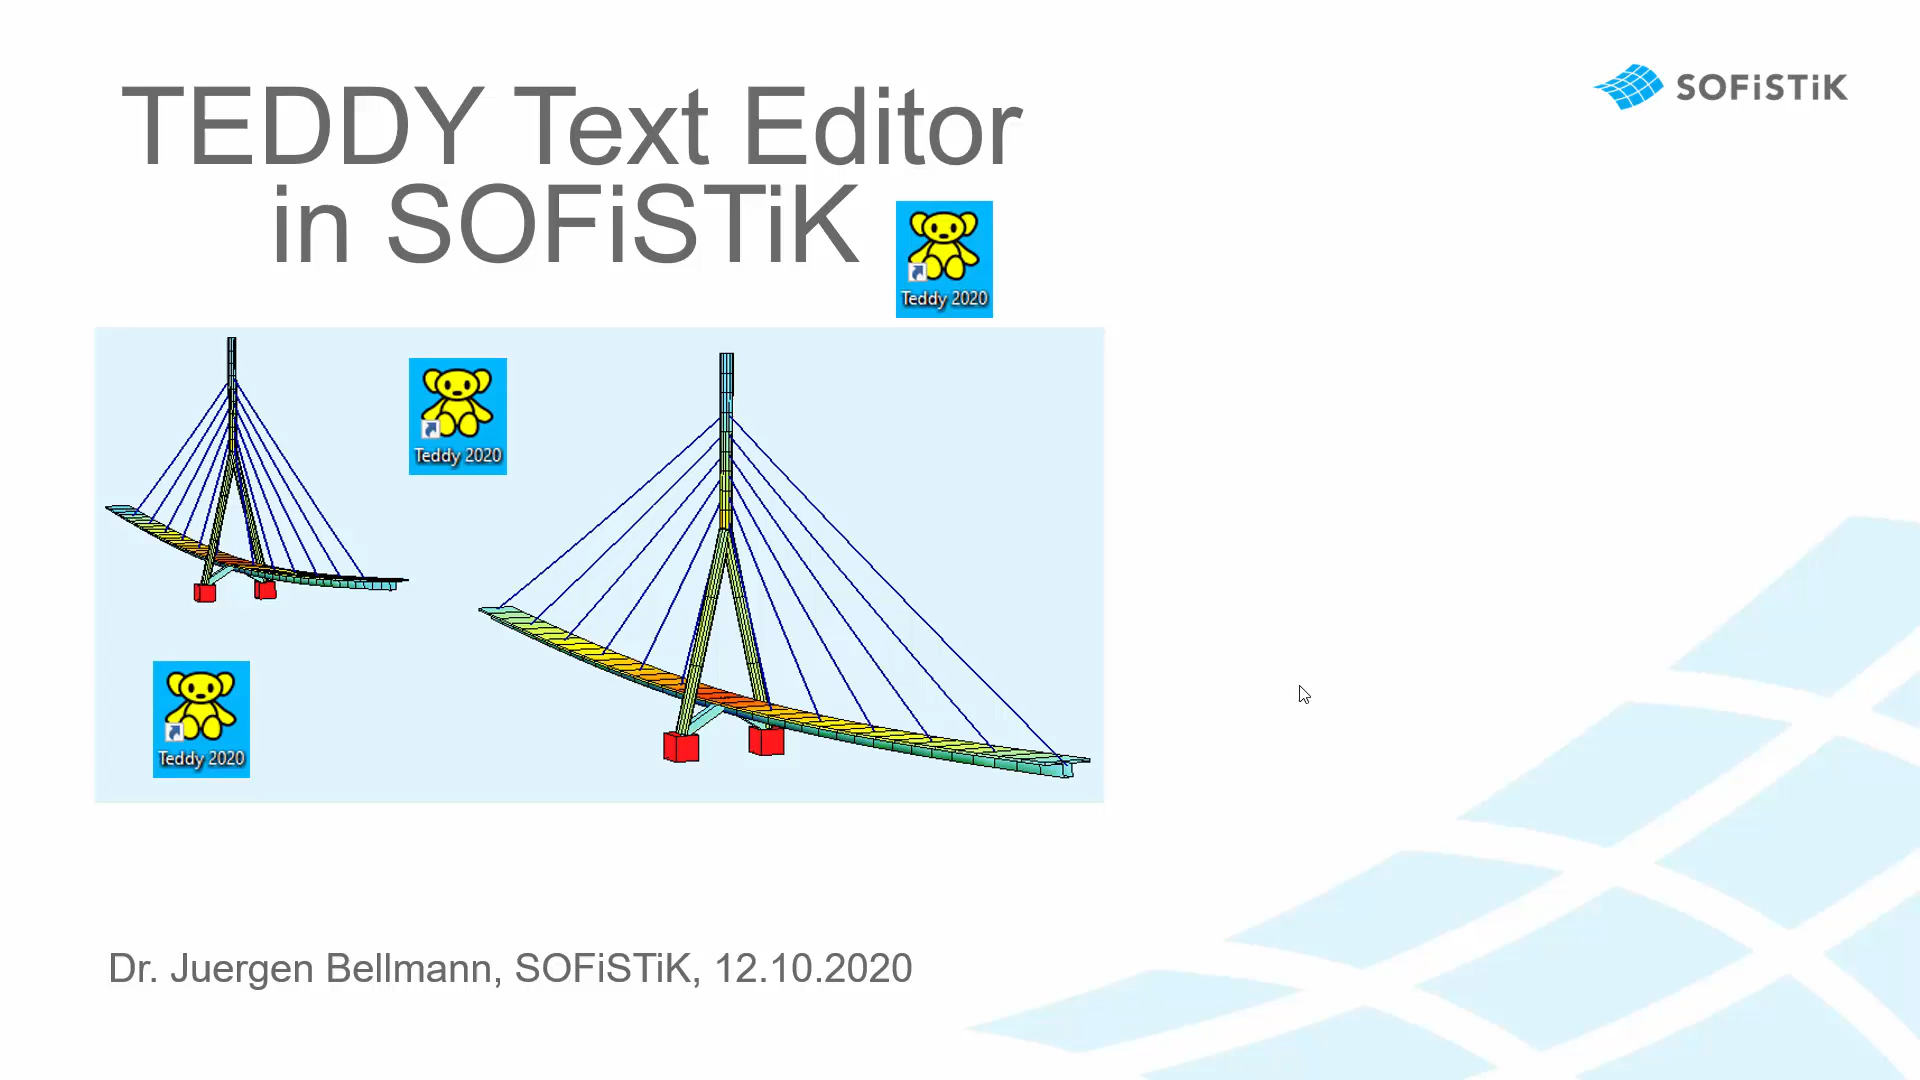 TEDDY Text Editor
in SOFiSTiK
SOFiSTiK
Teddy 2020
Teddy 2020
Teddy 2020
Dr. Juergen Bellmann, SOFiSTiK, 12.10.2020